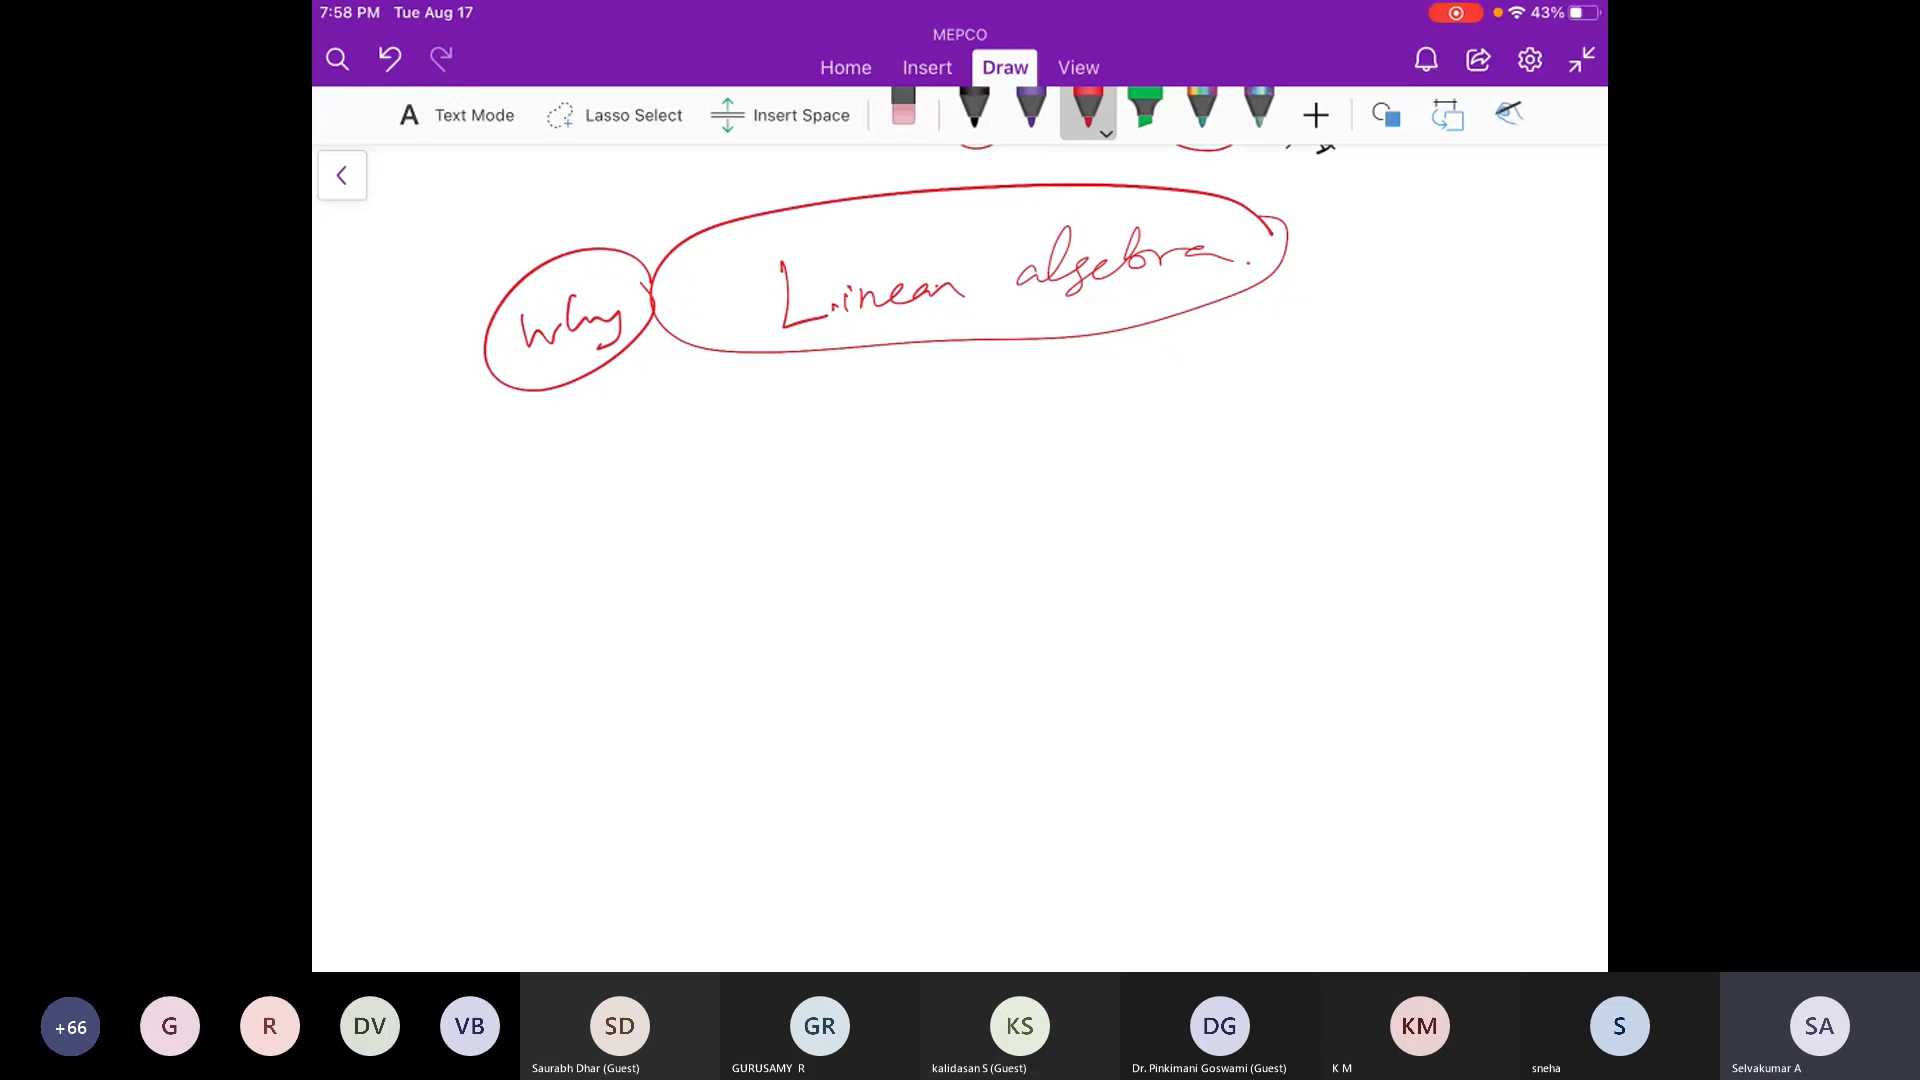 7:58 PM Tue Aug 17
43%
MEPCO
Home Insert Draw View
A Text Mode Lasso Select Insert Space
Linear algebra.
why
+66 G R DV VB SD GR KS DG KM S SA
Saurabh Dhar (Guest) GURUSAMY R kalidasan S (Guest) Dr. Pinkimani Goswami (Guest) K M sneha Selvakumar A